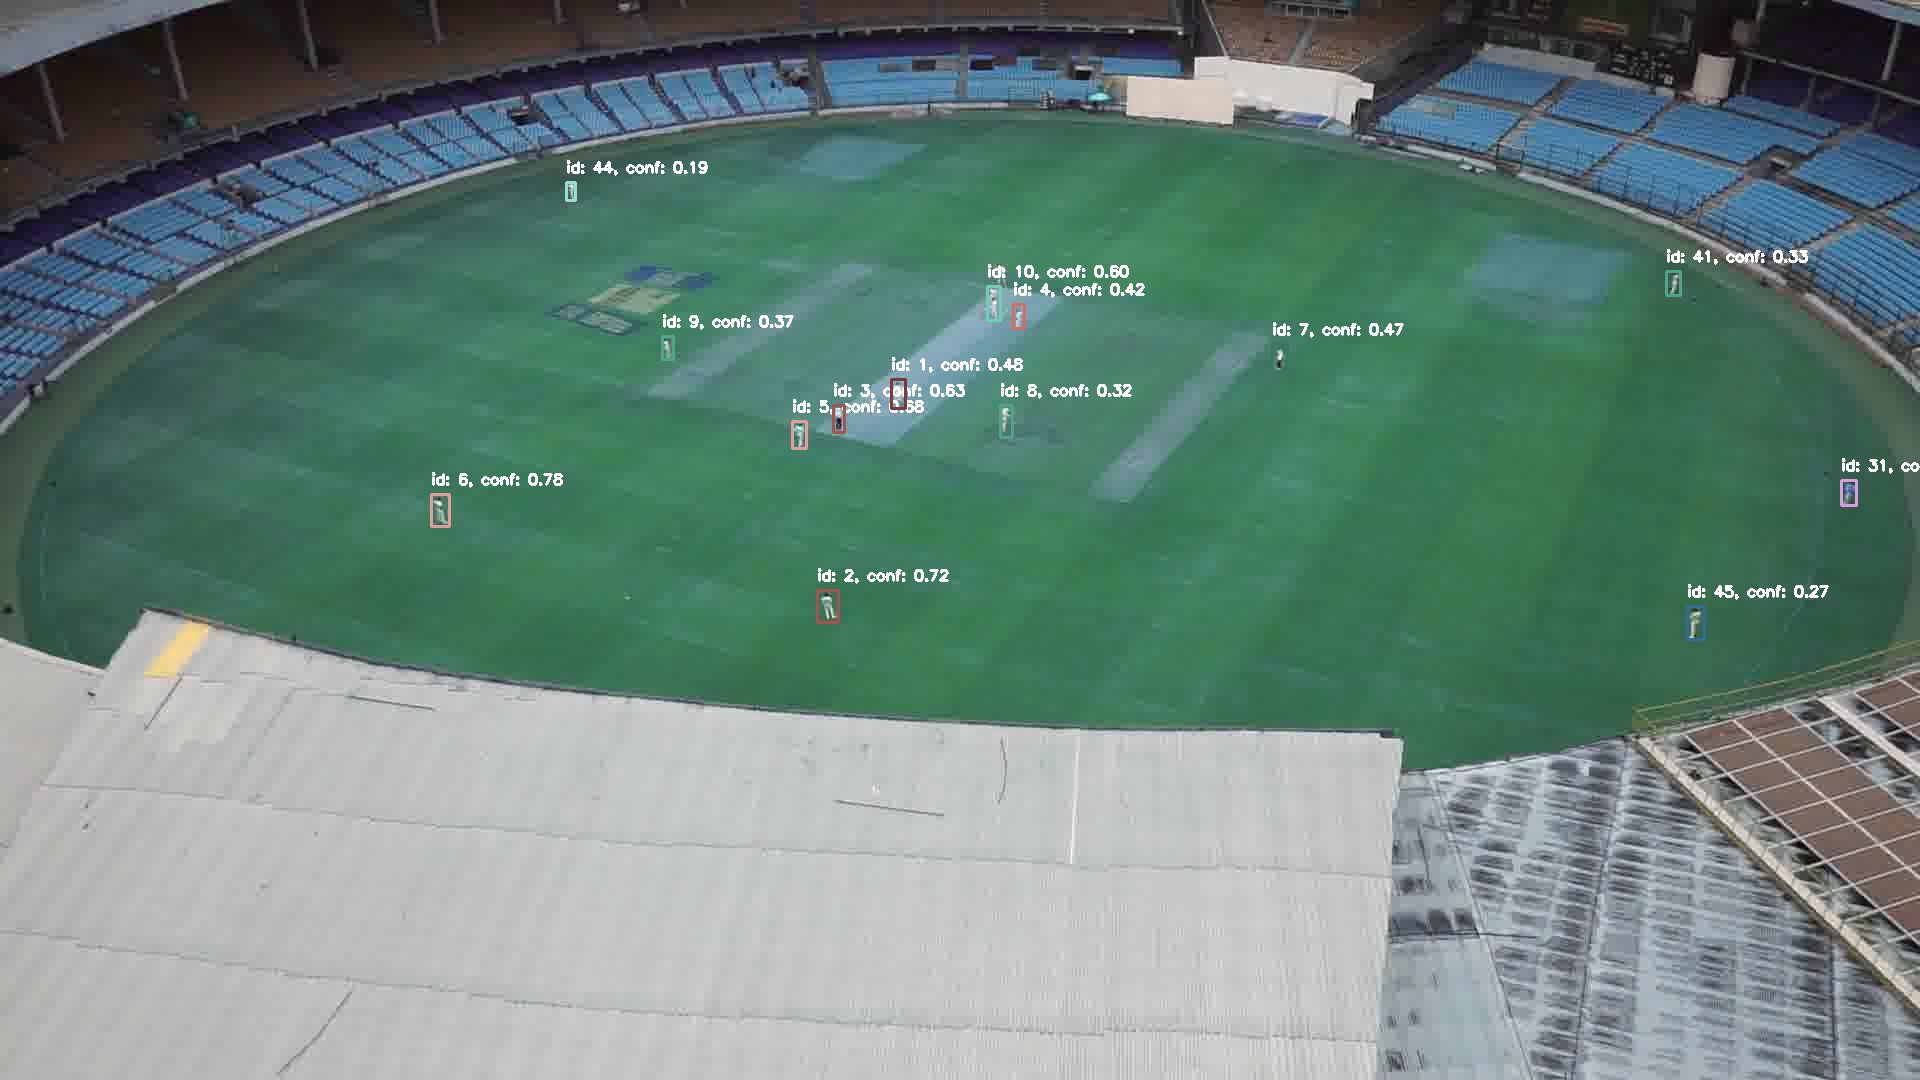 id: 44, conf: 0.19
id: 41, conf: 0.33
id: 10, conf: 0.60
id: 4, conf: 0.42
id: 9, conf: 0.37
id: 7, conf: 0.47
id: 1, conf: 0.48
id: 3, conf: 0.63
id: 8, conf: 0.32
id: 5, conf: 0.68
id: 31, co
id: 6, conf: 0.78
id: 2, conf: 0.72
id: 45, conf: 0.27